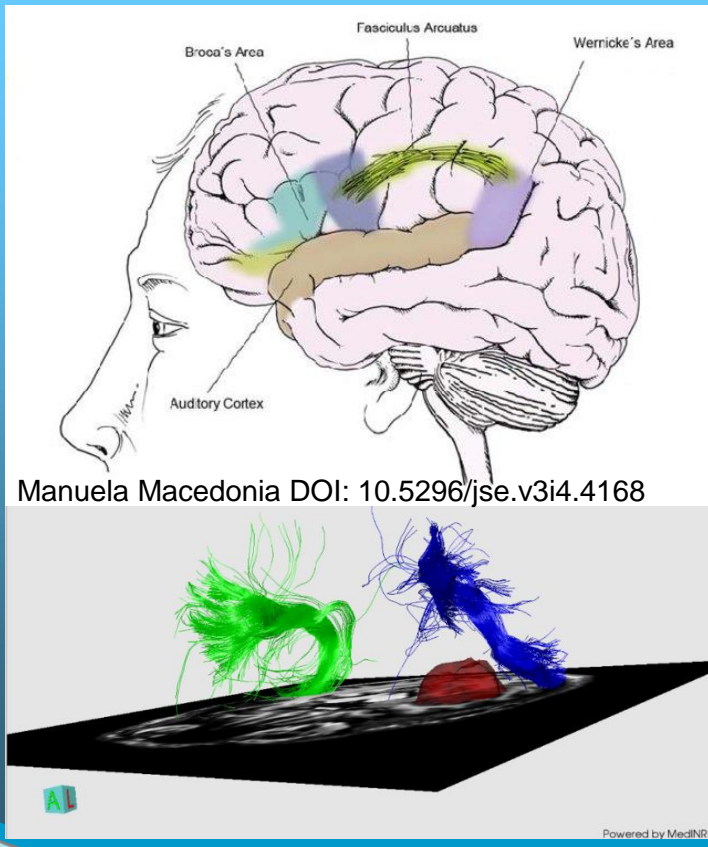 Fasciculus Arcuatus
Broca's Area
Wernicke's Area
Auditory Cortex
Manuela Macedonia DOI: 10.5296/jse.v3i4.4168
A L
Powered by MedINR